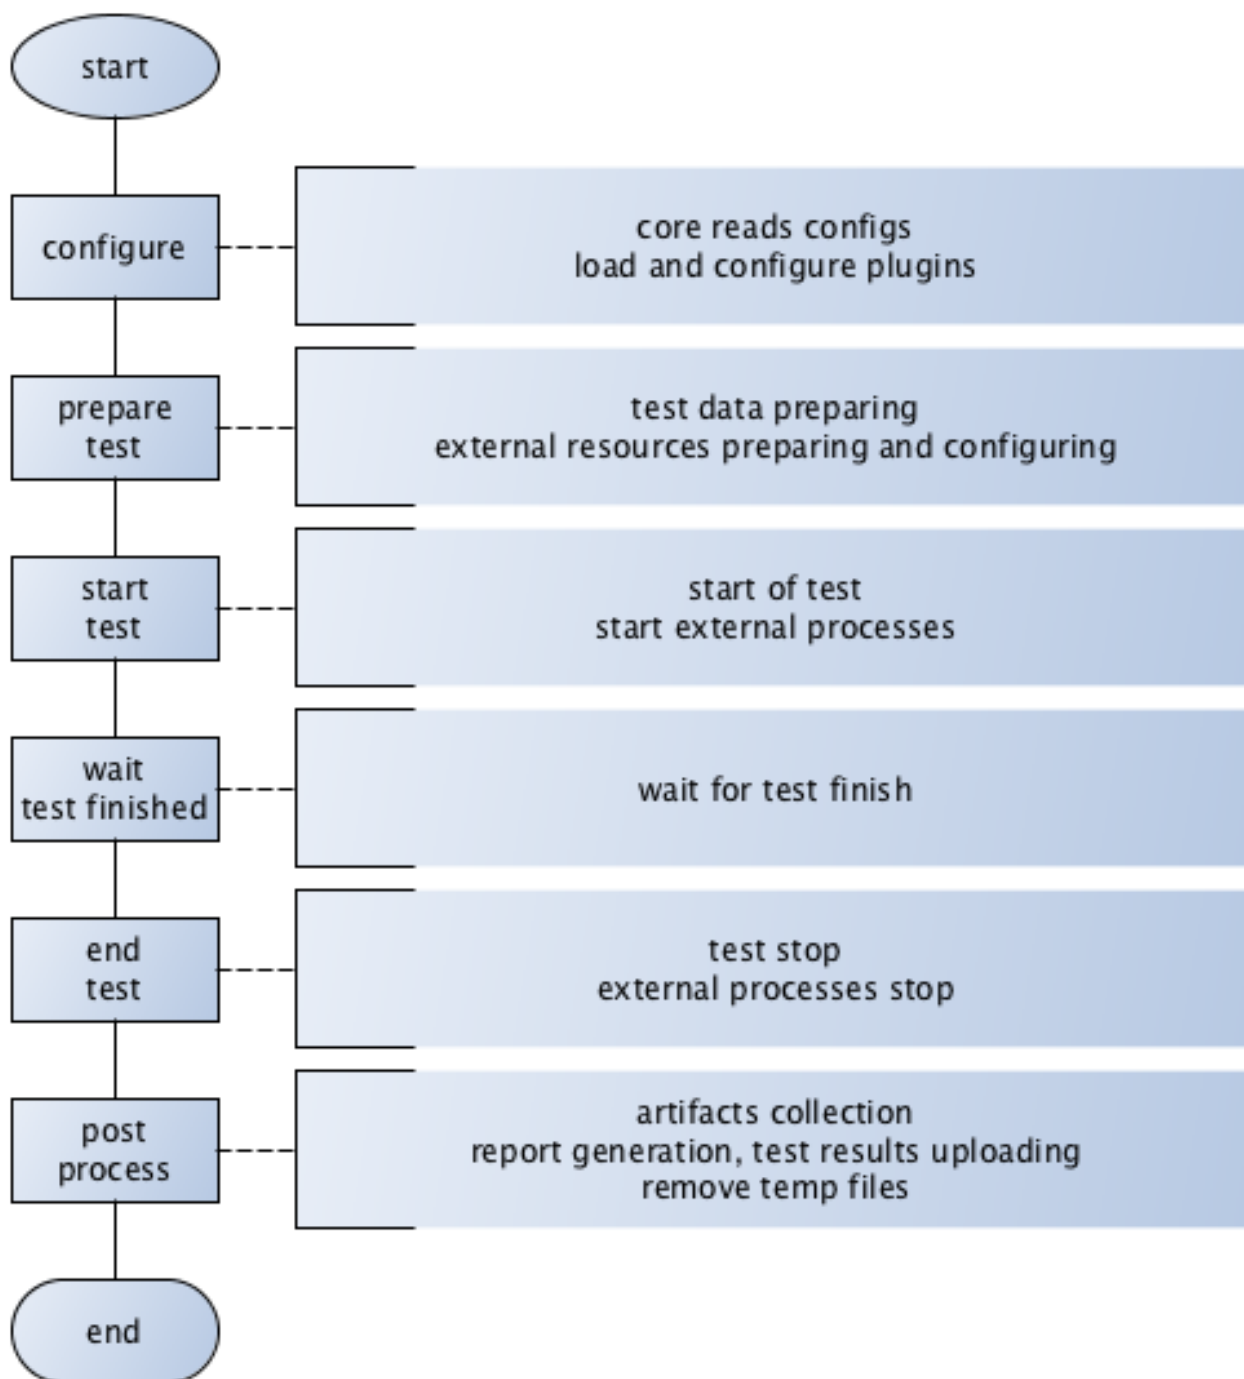 start
configure
core reads configs
load and configure plugins
prepare
test
test data preparing
external resources preparing and configuring
start
test
start of test
start external processes
wait
test finished
wait for test finish
end
test
test stop
external processes stop
post
process
artifacts collection
report generation, test results uploading
remove temp files
end